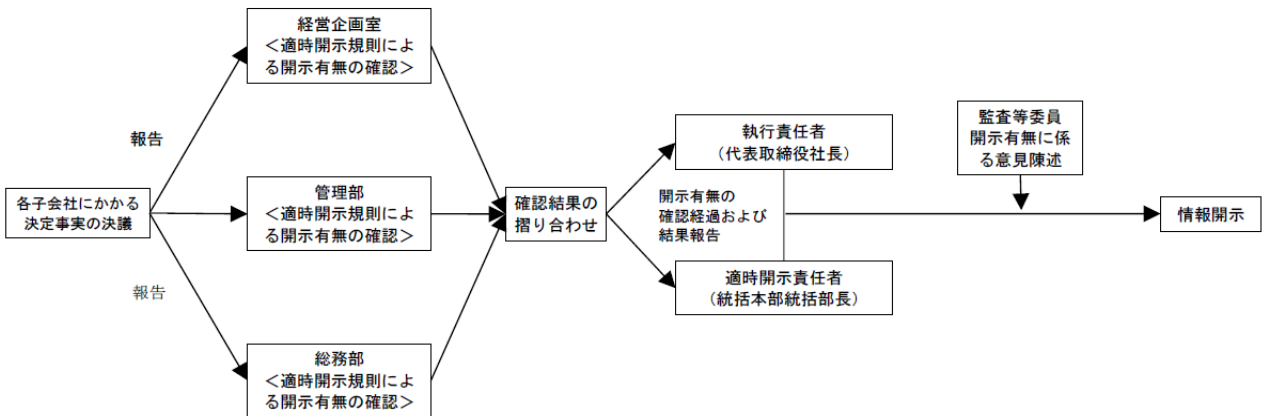 経営企画室
＜適時開示規則によ
る開示有無の確認＞
報告
各子会社にかかる
決定事実の決議
管理部
＜適時開示規則によ
る開示有無の確認＞
報告
総務部
＜適時開示規則によ
る開示有無の確認＞
確認結果の
摺り合わせ
執行責任者
（代表取締役社長）
開示有無の
確認経過および
結果報告
適時開示責任者
（統括本部統括部長）
監査等委員
開示有無に係
る意見陳述
情報開示